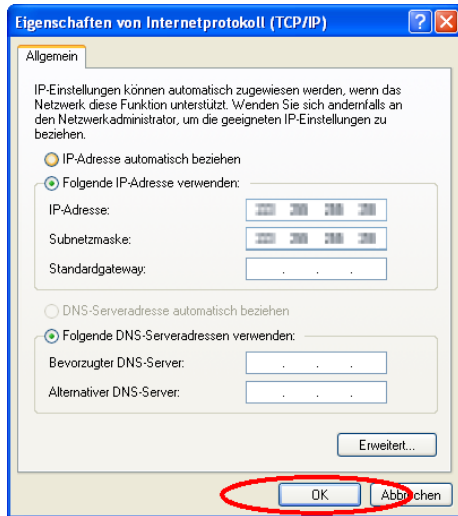 Eigenschaften von Internetprotokoll (TCP/IP)
Allgemein
IP-Einstellungen können automatisch zugewiesen werden, wenn das
Netzwerk diese Funktion unterstützt. Wenden Sie sich andernfalls an
den Netzwerkadministrator, um die geeigneten IP-Einstellungen zu
beziehen.
IP-Adresse automatisch beziehen
Folgende IP-Adresse verwenden:
IP-Adresse:
Subnetzmaske:
Standardgateway:
DNS-Serveradresse automatisch beziehen
Folgende DNS-Serveradressen verwenden:
Bevorzugter DNS-Server:
Alternativer DNS-Server:
Erweitert...
OK Abbrechen